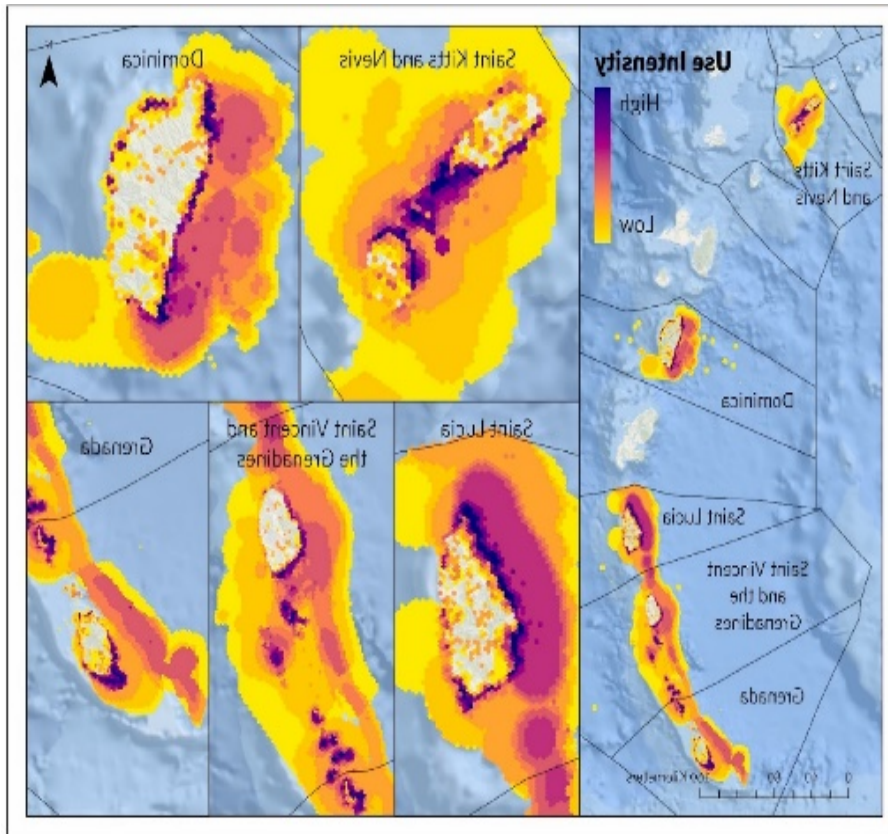 Use Intensity
High
Low
Saint Kitts
and Nevis
Dominica
Saint Lucia
Saint Vincent
and the
Grenadines
Grenada
0
Kilometers
Saint Kitts and Nevis
Dominica
Saint Lucia
Saint Vincent and
the Grenadines
Grenada